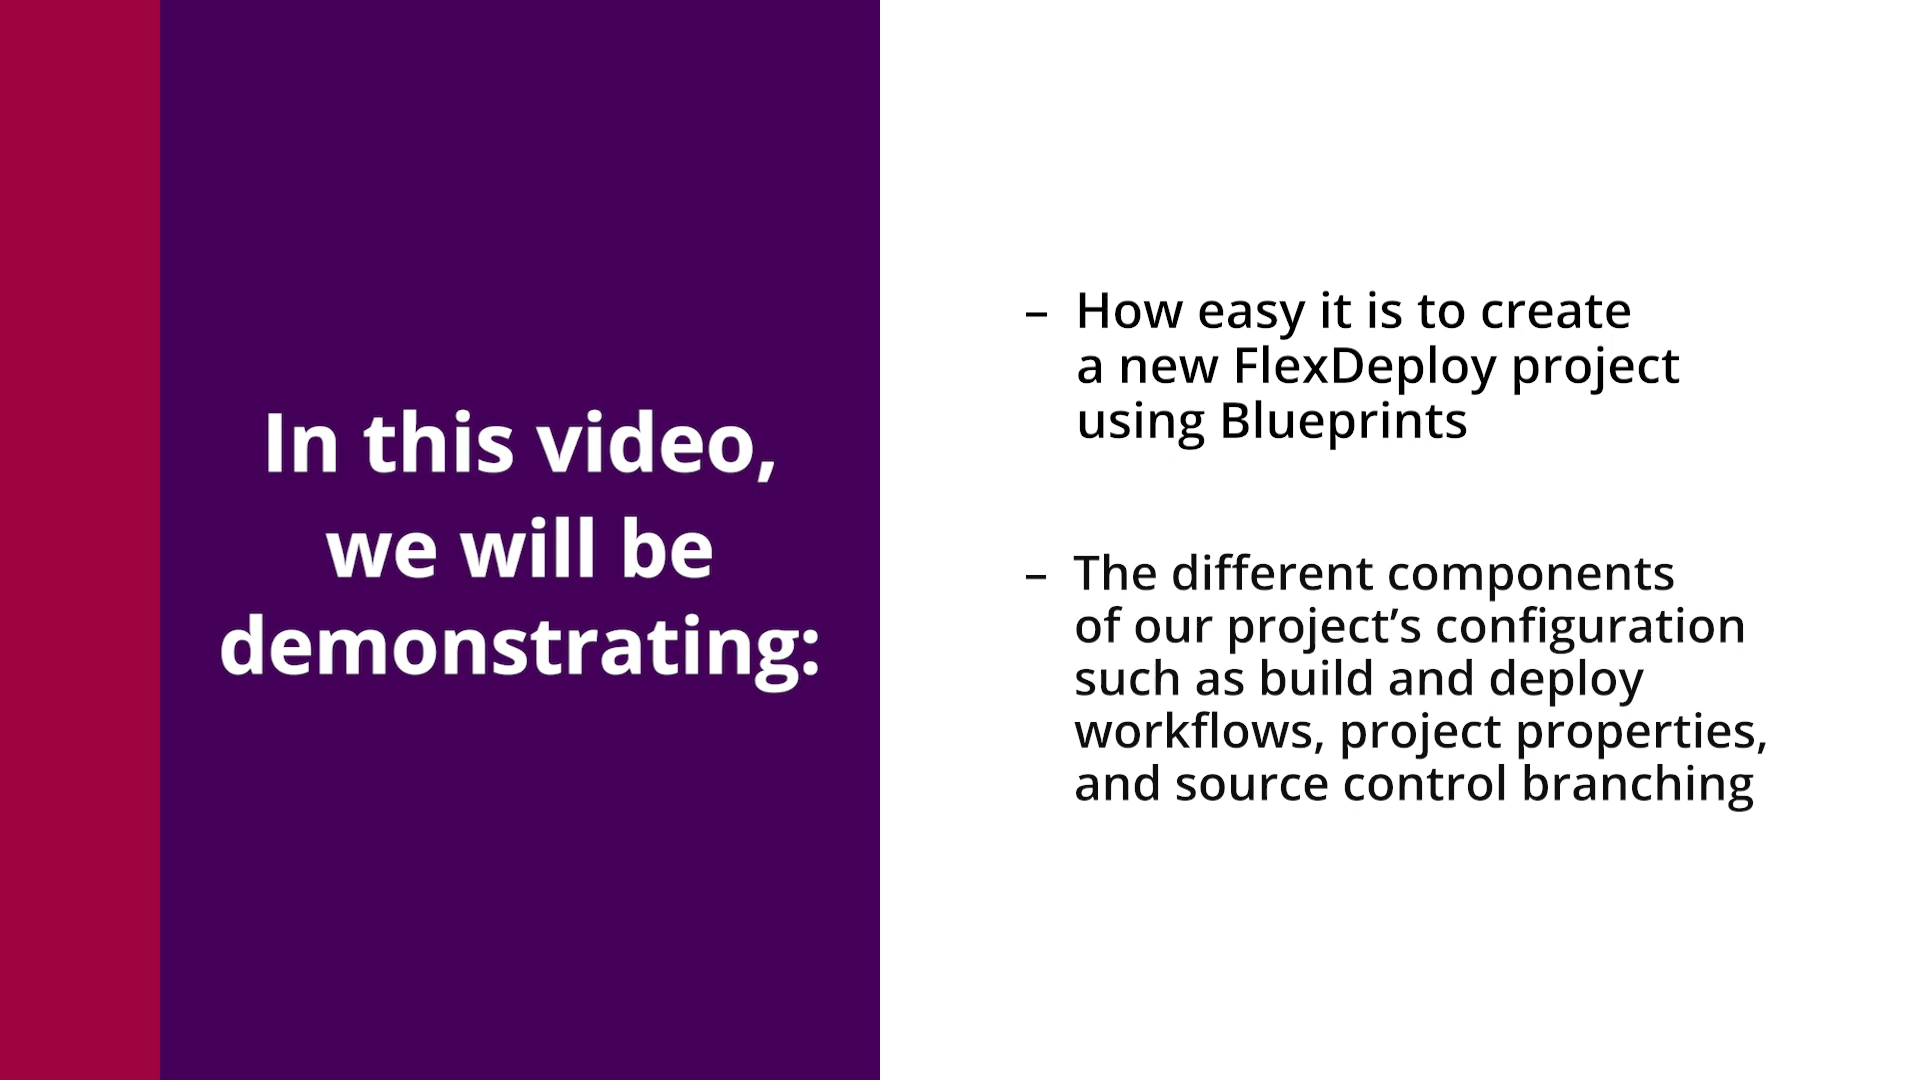 In this video,
we will be
demonstrating:
– How easy it is to create
a new FlexDeploy project
using Blueprints
– The different components
of our project’s configuration
such as build and deploy
workflows, project properties,
and source control branching